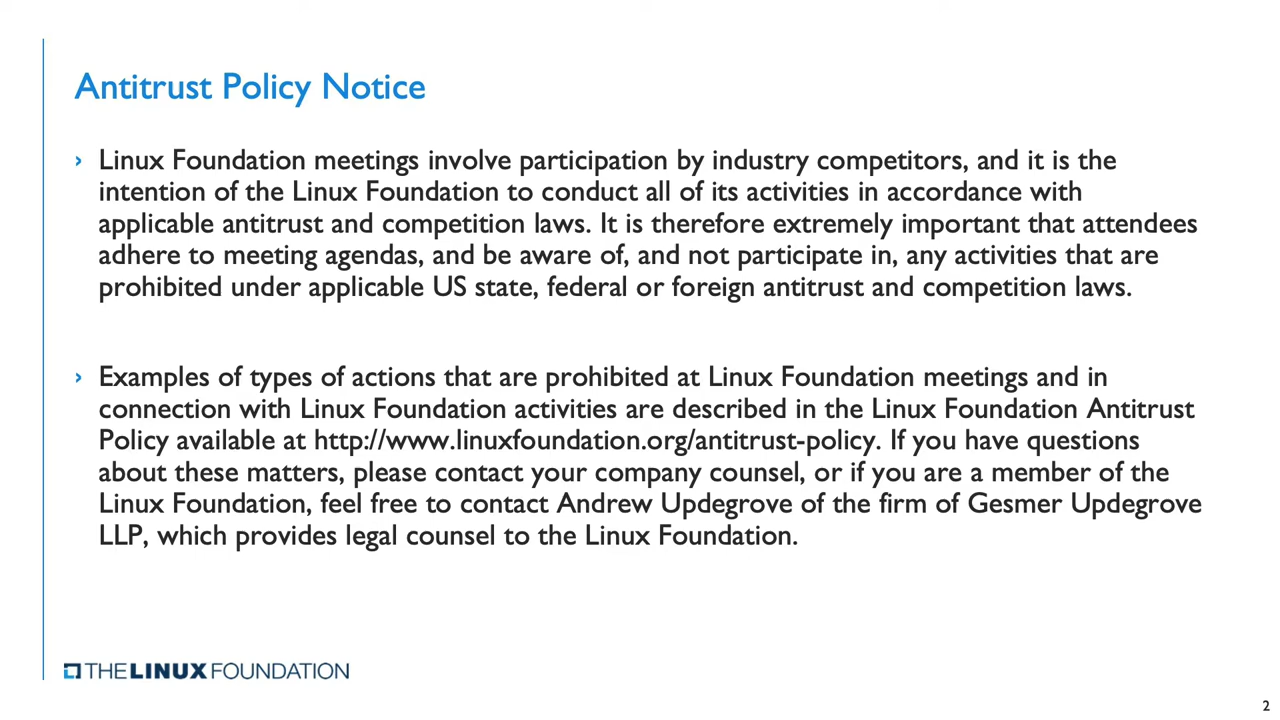 Antitrust Policy Notice
› Linux Foundation meetings involve participation by industry competitors, and it is the
intention of the Linux Foundation to conduct all of its activities in accordance with
applicable antitrust and competition laws. It is therefore extremely important that attendees
adhere to meeting agendas, and be aware of, and not participate in, any activities that are
prohibited under applicable US state, federal or foreign antitrust and competition laws.
› Examples of types of actions that are prohibited at Linux Foundation meetings and in
connection with Linux Foundation activities are described in the Linux Foundation Antitrust
Policy available at http://www.linuxfoundation.org/antitrust-policy. If you have questions
about these matters, please contact your company counsel, or if you are a member of the
Linux Foundation, feel free to contact Andrew Updegrove of the firm of Gesmer Updegrove
LLP, which provides legal counsel to the Linux Foundation.
THE LINUX FOUNDATION
2